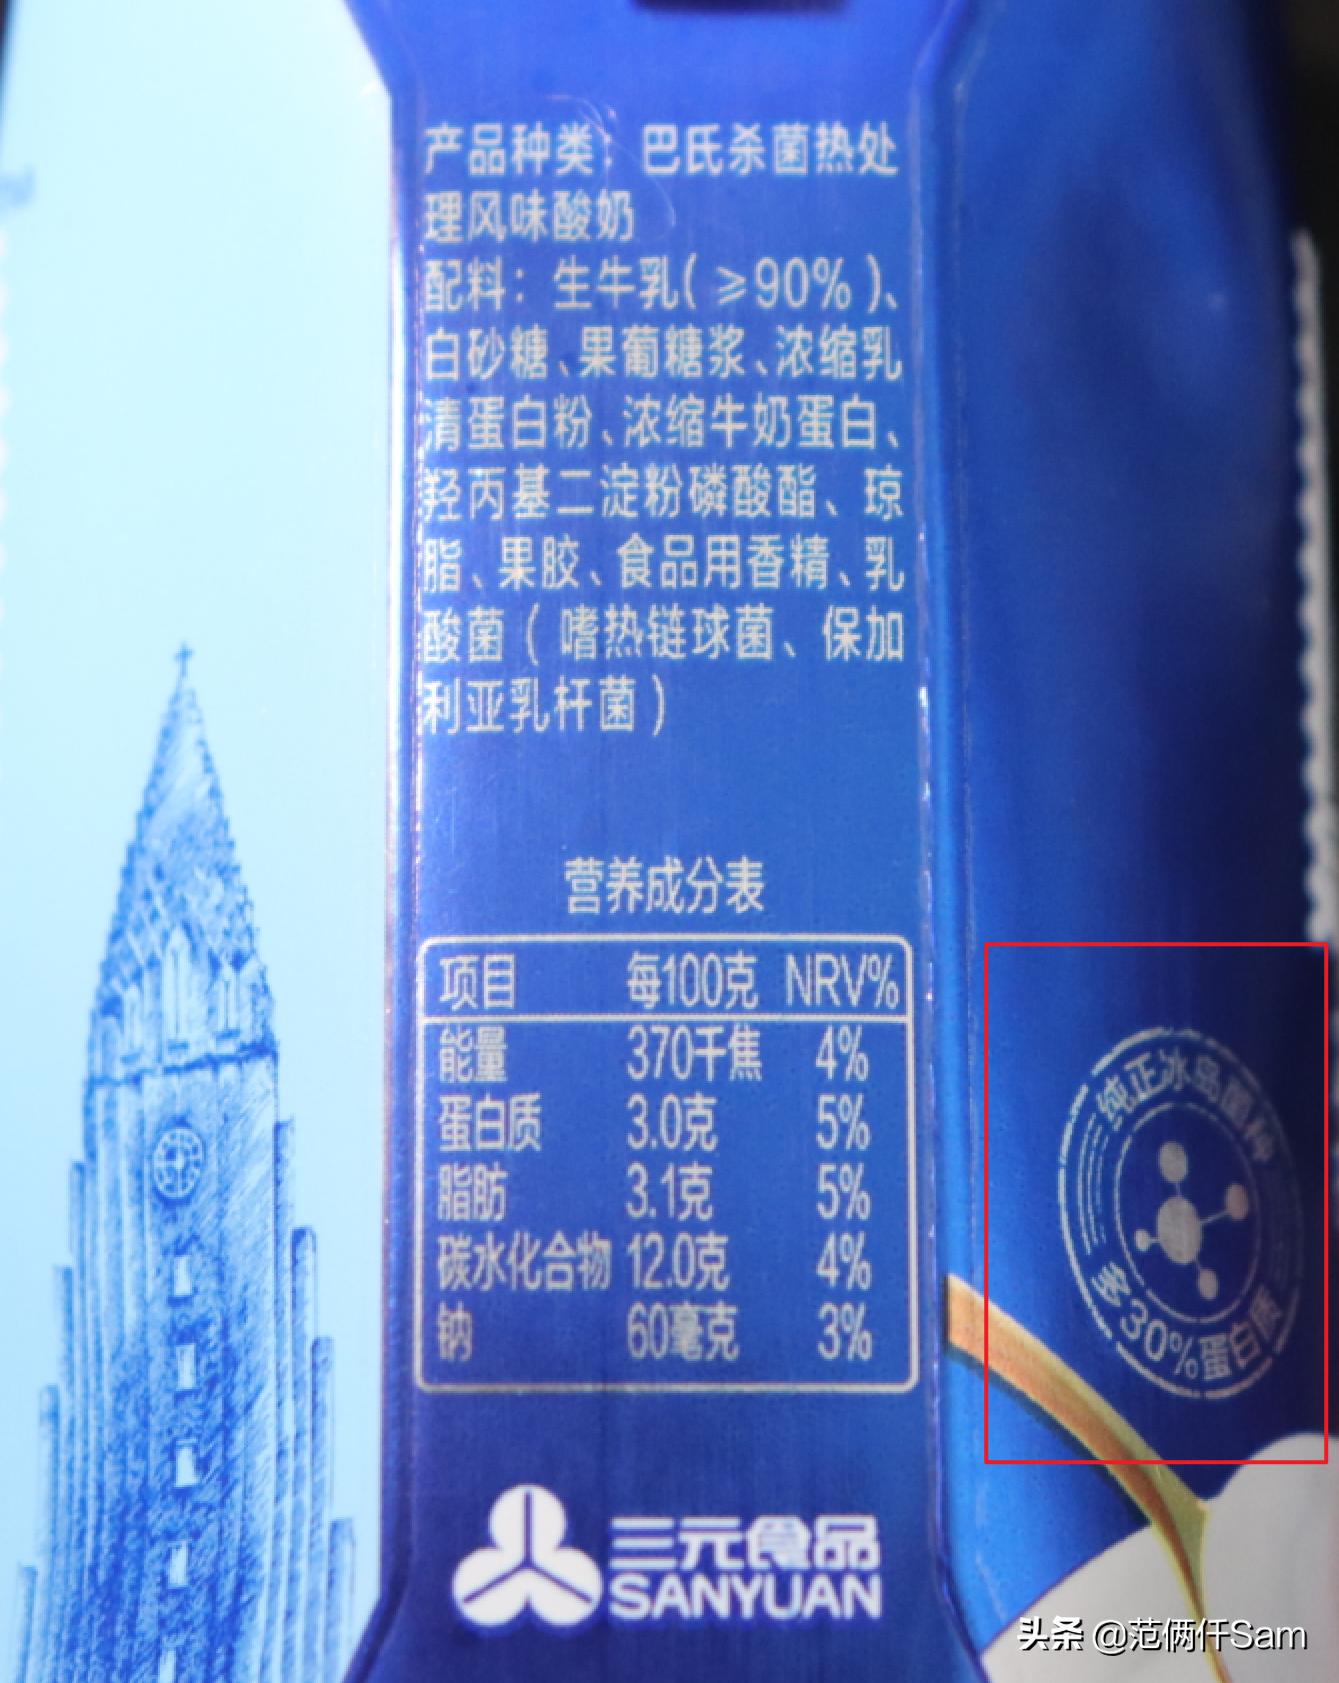 产品种类：巴氏杀菌热处
理风味酸奶
配料：生牛乳(≥90%)、
白砂糖、果葡糖浆、浓缩乳
清蛋白粉、浓缩牛奶蛋白、
羟丙基二淀粉磷酸酯、琼
脂、果胶、食品用香精、乳
酸菌(嗜热链球菌、保加
利亚乳杆菌)
营养成分表
项目 每100克 NRV%
能量 370千焦 4%
蛋白质 3.0克 5%
脂肪 3.1克 5%
碳水化合物 12.0克 4%
钠 60毫克 3%
纯正冰岛菌种
多30%蛋白质
三元食品
SANYUAN
头条 @范俩仟Sam